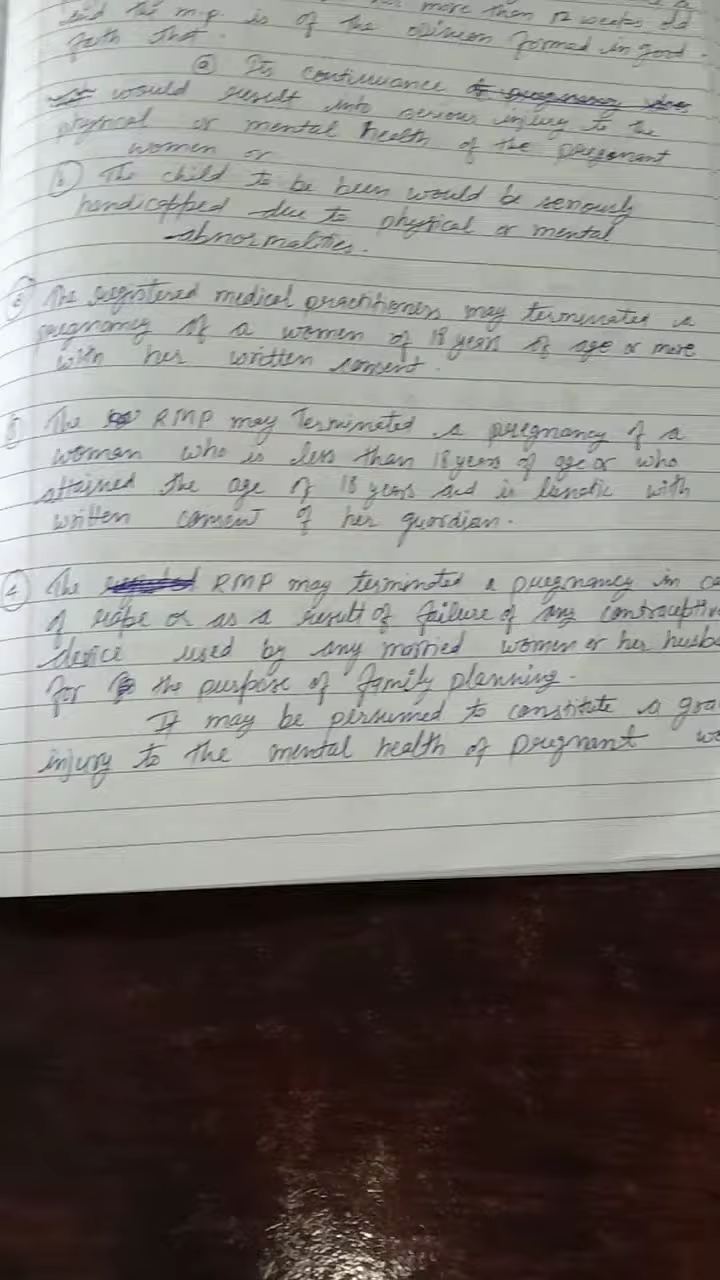 more than 12 weeks old
and the m.p. is of the opinion formed in good
faith that.
(a) Its continuance
would result into serious injury to the
physical or mental health of the pregnant
women or
(b) The child to be been would be seriously
handicapped due to physical or mental
abnormalities.
The registered medical practitioners may terminated a
pregnancy of a women of 18 years of age or more
with her written consent.
The RMP may Terminated a pregnancy of a
women who is less than 18 years of age or who
attained the age of 18 years and is lunatic with
written consent of her guardian.
(4) The RMP may terminated a pregnancy in ca
of rape or as a result of failure of any contraceptive
device used by any married women or her husb
for the purpose of family planning.
It may be persumed to constitute a gra
injury to the mental health of pregnant wo